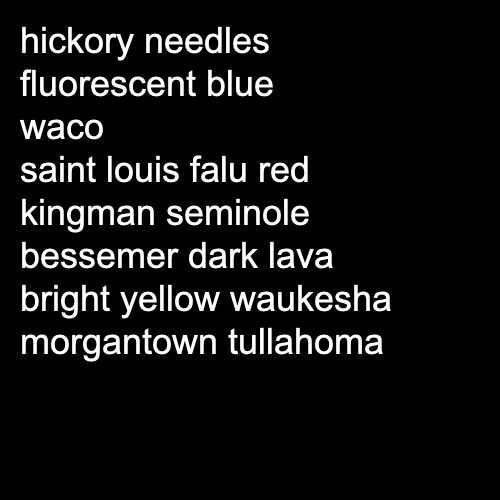 hickory needles
fluorescent blue
waco
saint louis falu red
kingman seminole
bessemer dark lava
bright yellow waukesha
morgantown tullahoma